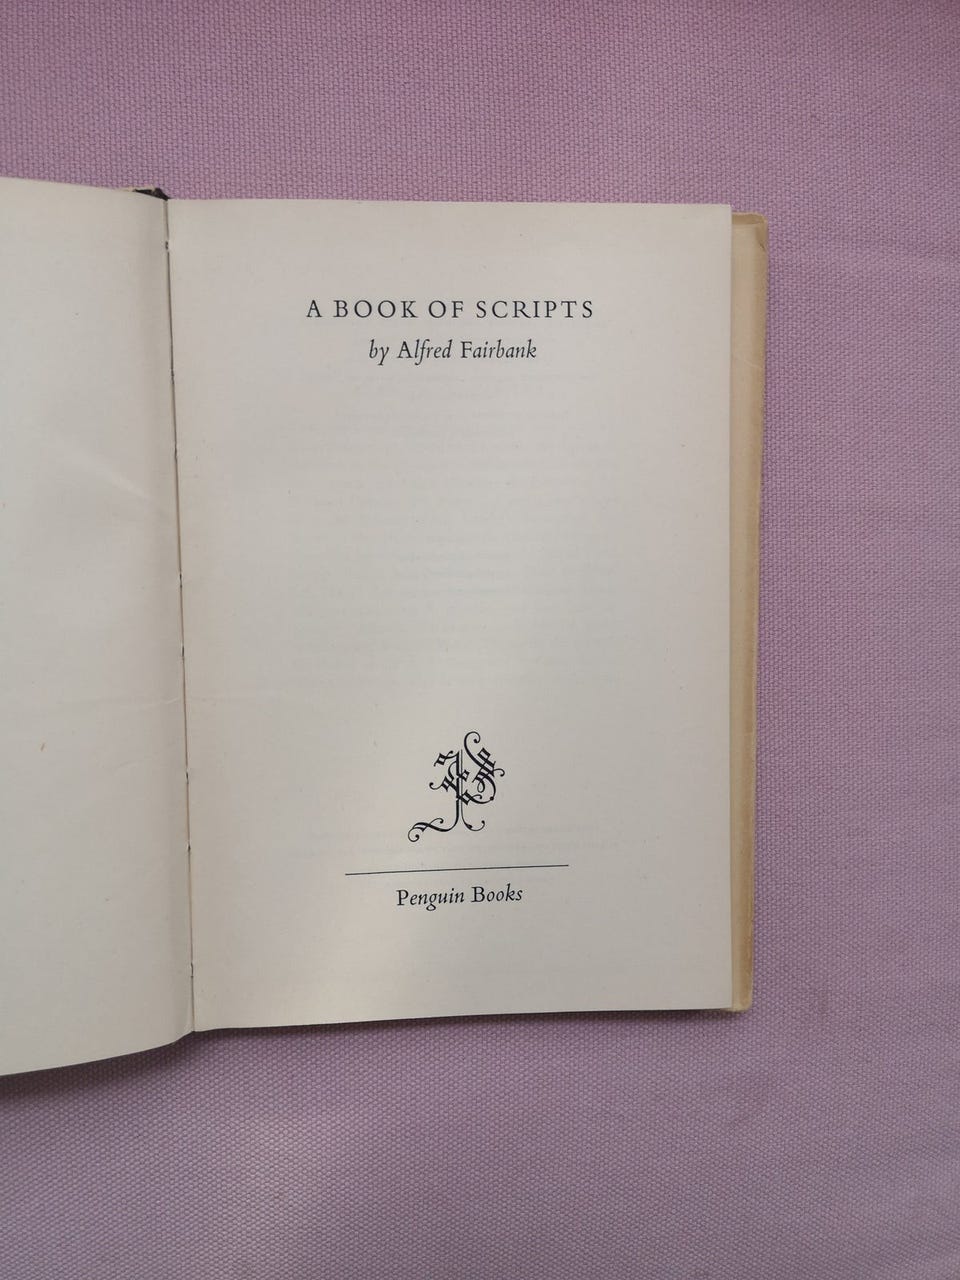 A BOOK OF SCRIPTS
by Alfred Fairbank
Penguin Books